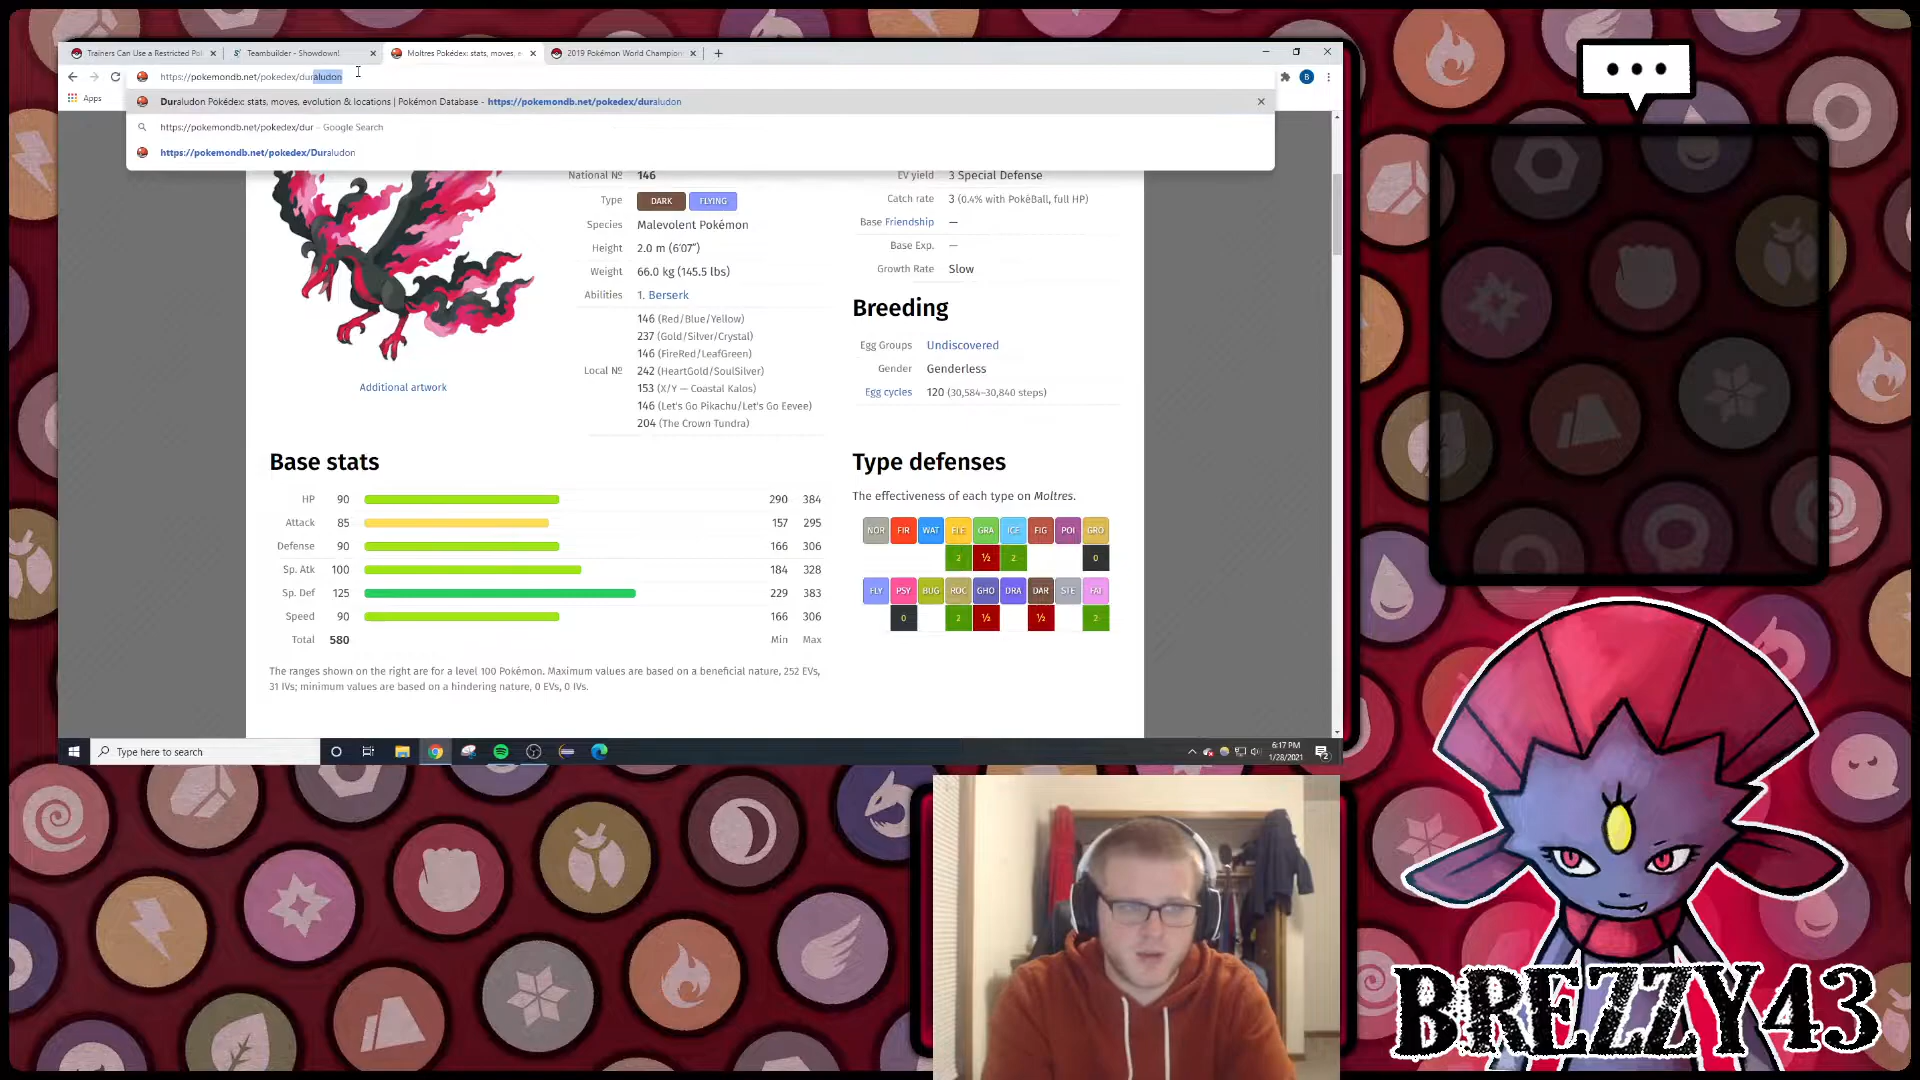 Trainers Can Use a Restricted Pok
Teambuilder - Showdown!
Moltres Pokédex: stats, moves, e
2019 Pokémon World Champion
https://pokemondb.net/pokedex/duraludon
B
Duraludon Pokédex: stats, moves, evolution & locations | Pokémon Database - https://pokemondb.net/pokedex/duraludon
Apps
https://pokemondb.net/pokedex/dur – Google Search
https://pokemondb.net/pokedex/Duraludon
National № 146
Type DARK FLYING
Species Malevolent Pokémon
Height 2.0 m (6′07″)
Weight 66.0 kg (145.5 lbs)
Abilities 1. Berserk
Local №
146 (Red/Blue/Yellow)
237 (Gold/Silver/Crystal)
146 (FireRed/LeafGreen)
242 (HeartGold/SoulSilver)
153 (X/Y — Coastal Kalos)
146 (Let's Go Pikachu/Let's Go Eevee)
204 (The Crown Tundra)
Additional artwork
EV yield 3 Special Defense
Catch rate 3 (0.4% with PokéBall, full HP)
Base Friendship —
Base Exp. —
Growth Rate Slow
Breeding
Egg Groups Undiscovered
Gender Genderless
Egg cycles 120 (30,584–30,840 steps)
Base stats
HP 90 290 384
Attack 85 157 295
Defense 90 166 306
Sp. Atk 100 184 328
Sp. Def 125 229 383
Speed 90 166 306
Total 580 Min Max
The ranges shown on the right are for a level 100 Pokémon. Maximum values are based on a beneficial nature, 252 EVs,
31 IVs; minimum values are based on a hindering nature, 0 EVs, 0 IVs.
Type defenses
The effectiveness of each type on Moltres.
NOR FIR WAT ELE GRA ICE FIG POI GRO
2 ½ 2 0
FLY PSY BUG ROC GHO DRA DAR STE FAI
0 2 ½ ½ 2
Type here to search
6:17 PM
1/28/2021
2
BREZZY43